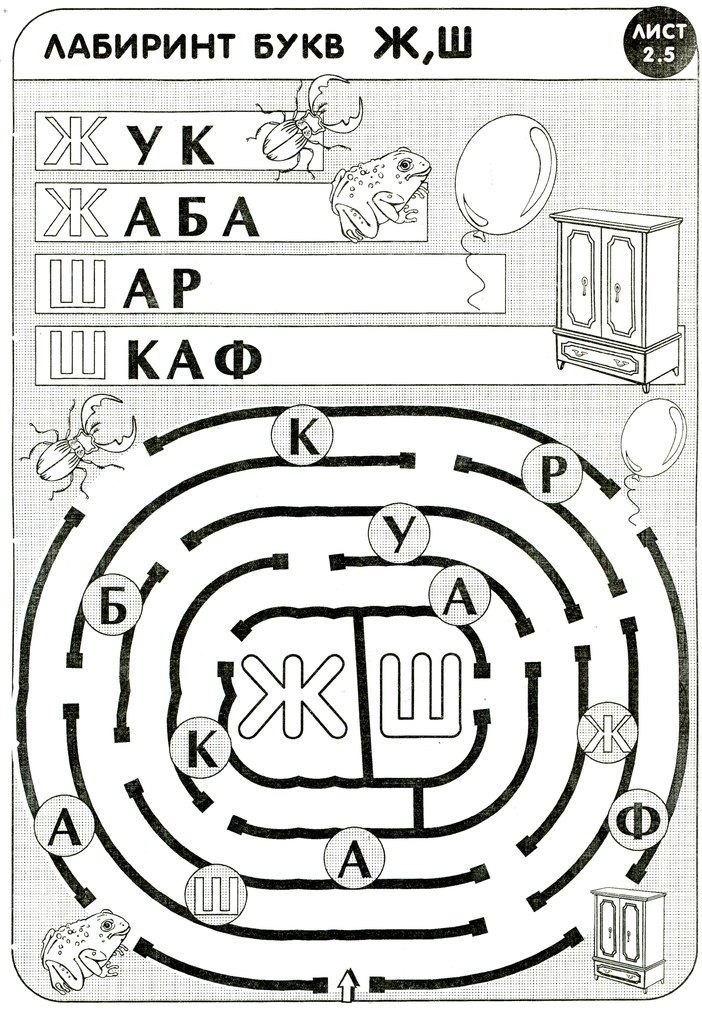 ЛАБИРИНТ БУКВ Ж,Ш
ЛИСТ
2.5
ЖУК
ЖАБА
ШАР
ШКАФ
К
Р
У
А
Б
Ж Ш
Ж
К
А
Ф
А
Ш